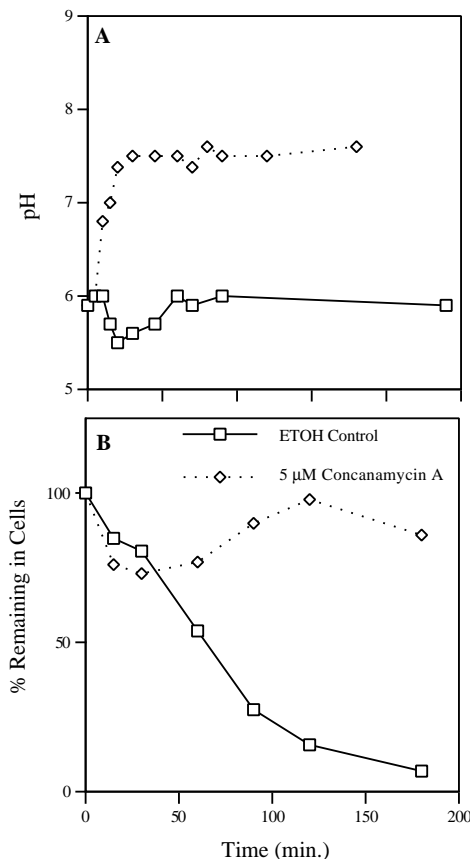 9
A
8
7
pH
6
5
B
ETOH Control
5 μM Concanamycin A
100
% Remaining in Cells
50
0
0 50 100 150 200
Time (min.)